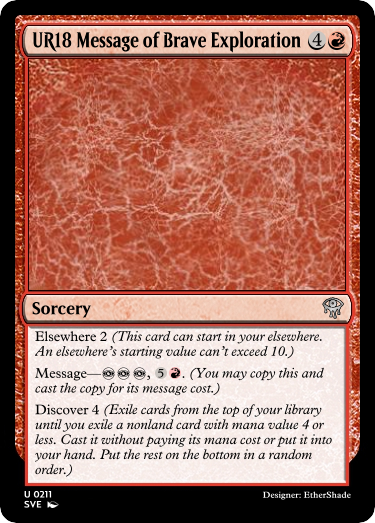 UR18 Message of Brave Exploration 4
Sorcery
Elsewhere 2 (This card can start in your elsewhere.
An elsewhere's starting value can't exceed 10.)
Message—, 5. (You may copy this and
cast the copy for its message cost.)
Discover 4 (Exile cards from the top of your library
until you exile a nonland card with mana value 4 or
less. Cast it without paying its mana cost or put it into
your hand. Put the rest on the bottom in a random
order.)
U 0211
SVE
Designer: EtherShade